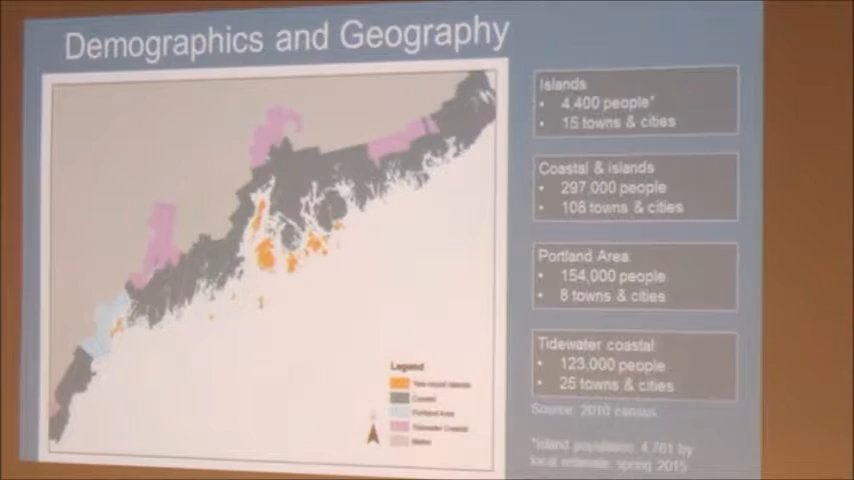 Demographics and Geography
Islands
• 4,400 people*
• 15 towns & cities
Coastal & islands
• 297,000 people
• 108 towns & cities
Portland Area:
• 154,000 people
• 8 towns & cities
Tidewater coastal:
• 123,000 people
• 25 towns & cities
Source: 2010 census
*Island population: 4,761 by
local estimate spring 2015
Legend
Year-round Islands
Coastal
Portland Area
Tidewater Coastal
Maine